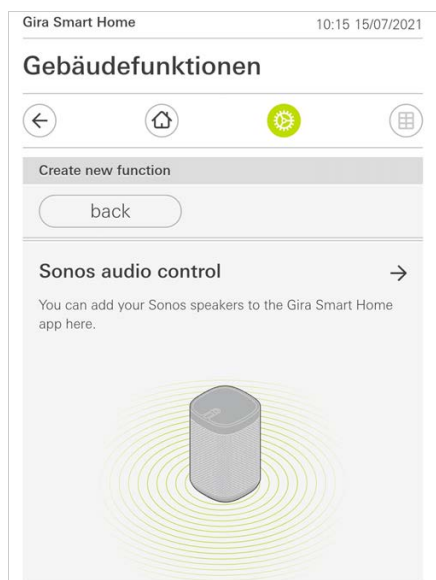 Gira Smart Home 10:15 15/07/2021
Gebäudefunktionen
Create new function
back
Sonos audio control
You can add your Sonos speakers to the Gira Smart Home
app here.